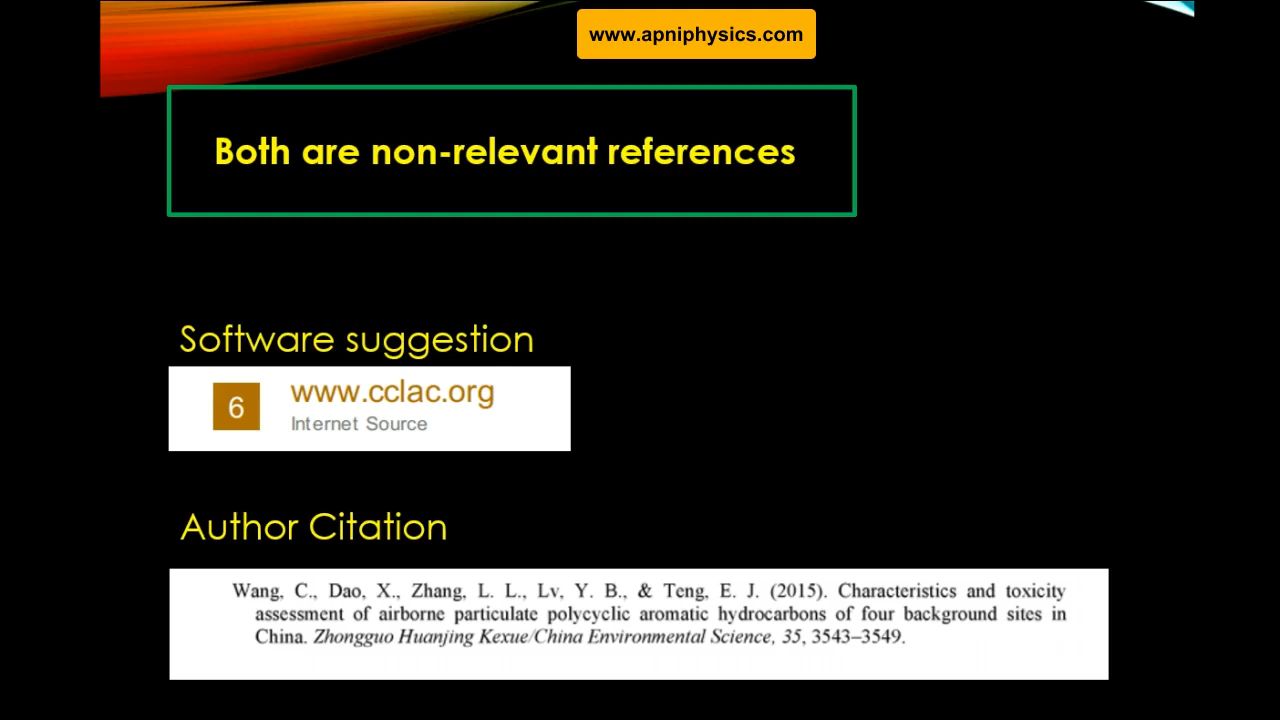 www.apniphysics.com
Both are non-relevant references
Software suggestion
6 www.cclac.org
Internet Source
Author Citation
Wang, C., Dao, X., Zhang, L. L., Lv, Y. B., & Teng, E. J. (2015). Characteristics and toxicity
assessment of airborne particulate polycyclic aromatic hydrocarbons of four background sites in
China. Zhongguo Huanjing Kexue/China Environmental Science, 35, 3543–3549.